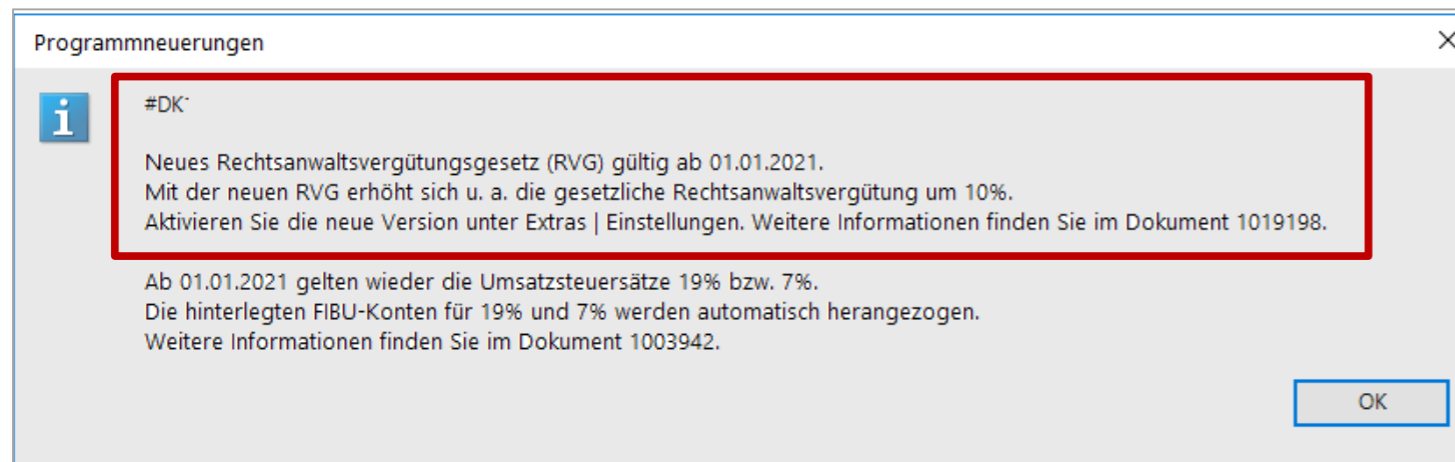 Programmneuerungen
#DK-
Neues Rechtsanwaltsvergütungsgesetz (RVG) gültig ab 01.01.2021.
Mit der neuen RVG erhöht sich u. a. die gesetzliche Rechtsanwaltsvergütung um 10%.
Aktivieren Sie die neue Version unter Extras | Einstellungen. Weitere Informationen finden Sie im Dokument 1019198.
Ab 01.01.2021 gelten wieder die Umsatzsteuersätze 19% bzw. 7%.
Die hinterlegten FIBU-Konten für 19% und 7% werden automatisch herangezogen.
Weitere Informationen finden Sie im Dokument 1003942.
OK